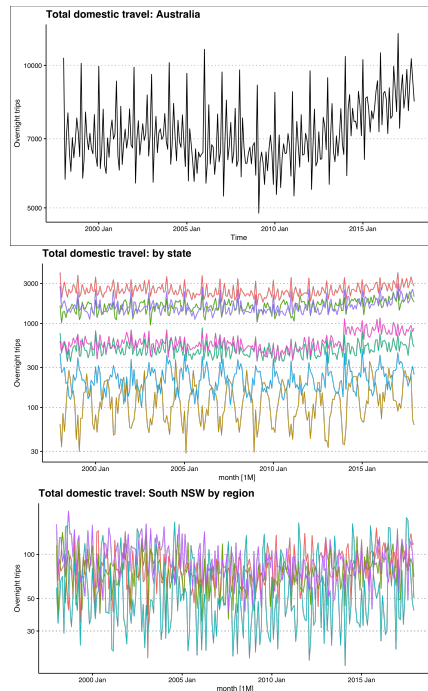 Total domestic travel: Australia
10000
7000
5000
Overnight trips
2000 Jan 2005 Jan 2010 Jan 2015 Jan
Time
Total domestic travel: by state
3000
1000
300
100
30
Overnight trips
2000 Jan 2005 Jan 2010 Jan 2015 Jan
month [1M]
Total domestic travel: South NSW by region
100
50
30
Overnight trips
2000 Jan 2005 Jan 2010 Jan 2015 Jan
month [1M]